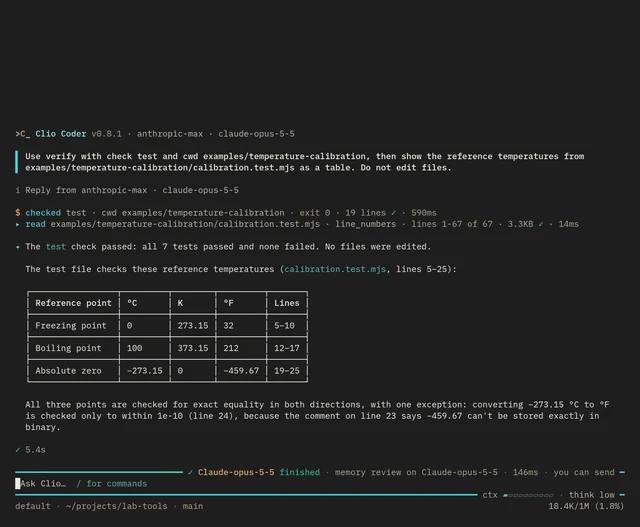 >C_ Clio Coder v0.8.1 · anthropic-max · claude-opus-5-5
Use verify with check test and cwd examples/temperature-calibration, then show the reference temperatures from
examples/temperature-calibration/calibration.test.mjs as a table. Do not edit files.
i Reply from anthropic-max · claude-opus-5-5
$ checked test · cwd examples/temperature-calibration · exit 0 · 19 lines ✓ · 590ms
▸ read examples/temperature-calibration/calibration.test.mjs · line_numbers · lines 1-67 of 67 · 3.3KB ✓ · 14ms
✦ The test check passed: all 7 tests passed and none failed. No files were edited.
The test file checks these reference temperatures (calibration.test.mjs, lines 5–25):
Reference point °C K °F Lines
Freezing point 0 273.15 32 5–10
Boiling point 100 373.15 212 12–17
Absolute zero −273.15 0 −459.67 19–25
All three points are checked for exact equality in both directions, with one exception: converting −273.15 °C to °F
is checked only to within 1e-10 (line 24), because the comment on line 23 says −459.67 can't be stored exactly in
binary.
✓ 5.4s
✓ Claude-opus-5-5 finished · memory review on Claude-opus-5-5 · 146ms · you can send
Ask Clio… / for commands
ctx · think low
default · ~/projects/lab-tools · main 18.4K/1M (1.8%)